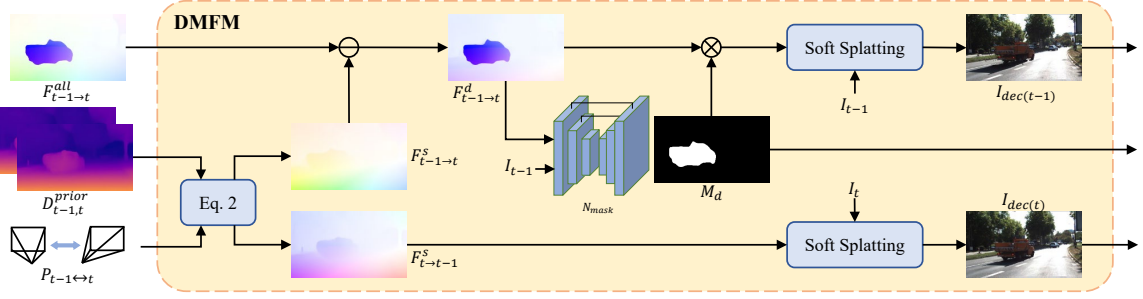 DMFM
F^{all}_{t-1→t}
F^{d}_{t-1→t}
Soft Splatting
I_{t-1}
I_{dec(t-1)}
D^{prior}_{t-1,t}
F^{s}_{t-1→t}
I_{t-1}
N_{mask}
M_d
Eq. 2
P_{t-1↔t}
F^{s}_{t→t-1}
I_t
Soft Splatting
I_{dec(t)}